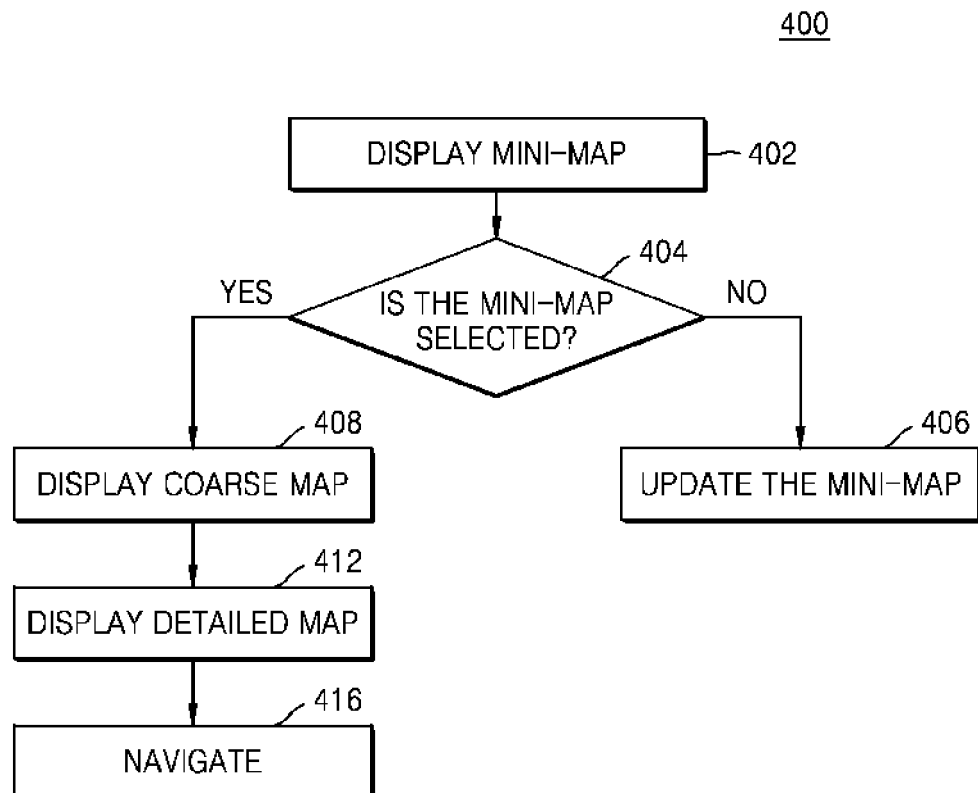 400
DISPLAY MINI-MAP
402
404
YES
IS THE MINI-MAP
SELECTED?
NO
408
DISPLAY COARSE MAP
406
UPDATE THE MINI-MAP
412
DISPLAY DETAILED MAP
416
NAVIGATE